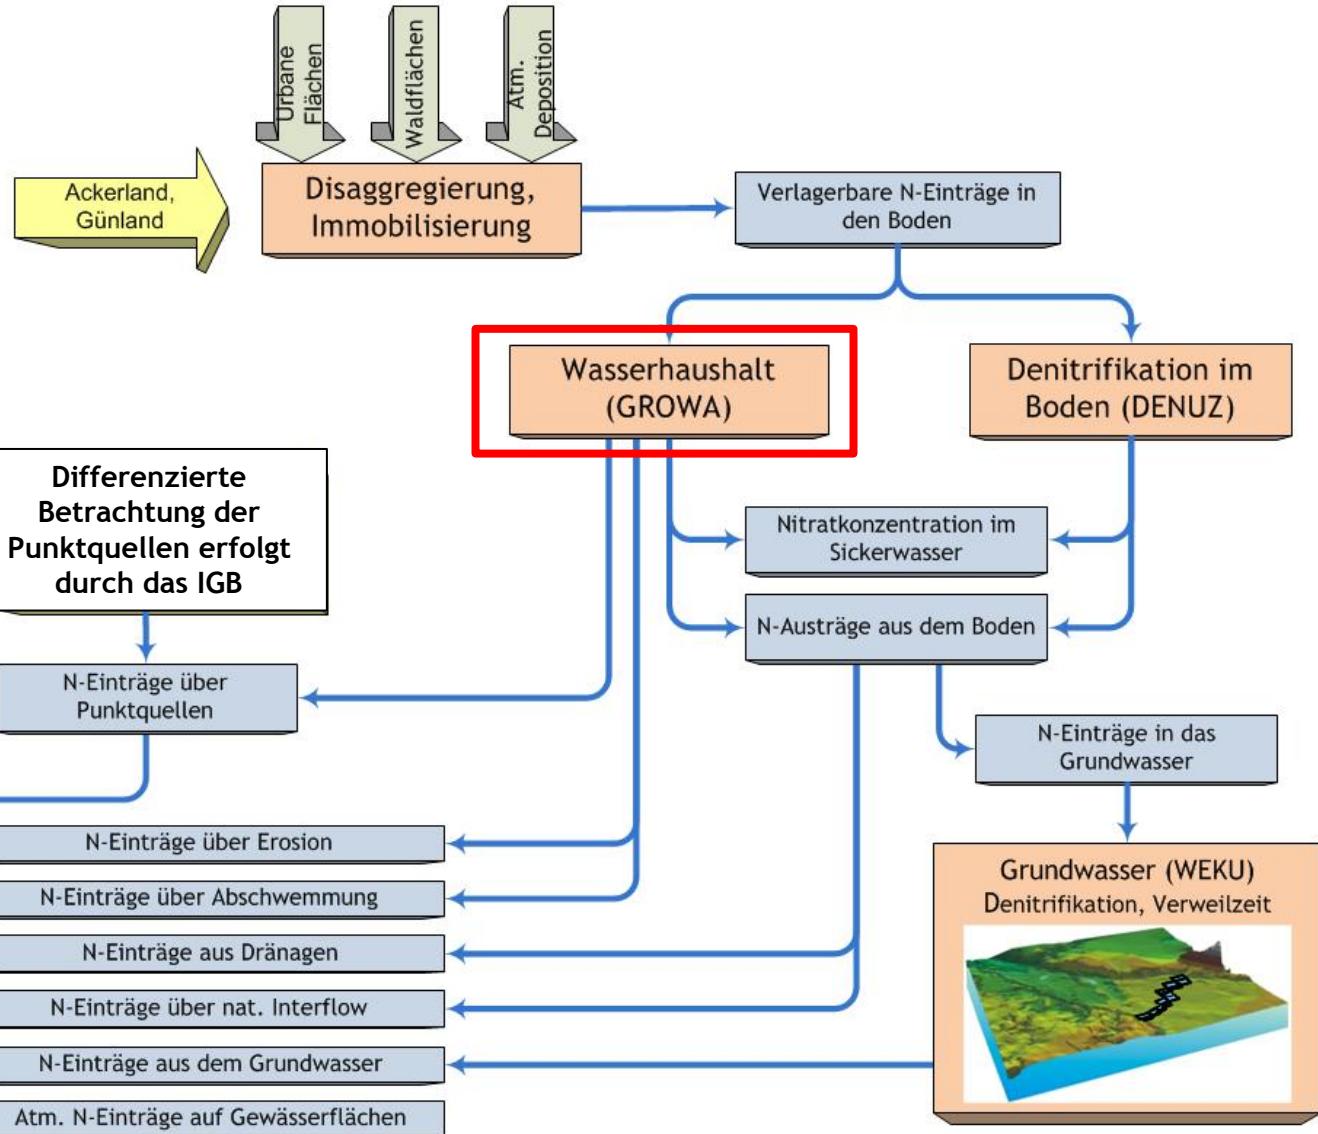 Urbane
Flächen
Waldflächen
Atm.
Deposition
Ackerland,
Günland
Disaggregierung,
Immobilisierung
Verlagerbare N-Einträge in
den Boden
Wasserhaushalt
(GROWA)
Denitrifikation im
Boden (DENUZ)
Differenzierte
Betrachtung der
Punktquellen erfolgt
durch das IGB
Nitratkonzentration im
Sickerwasser
N-Austräge aus dem Boden
N-Einträge über
Punktquellen
N-Einträge in das
Grundwasser
N-Einträge über Erosion
N-Einträge über Abschwemmung
N-Einträge aus Dränagen
N-Einträge über nat. Interflow
N-Einträge aus dem Grundwasser
Atm. N-Einträge auf Gewässerflächen
Grundwasser (WEKU)
Denitrifikation, Verweilzeit